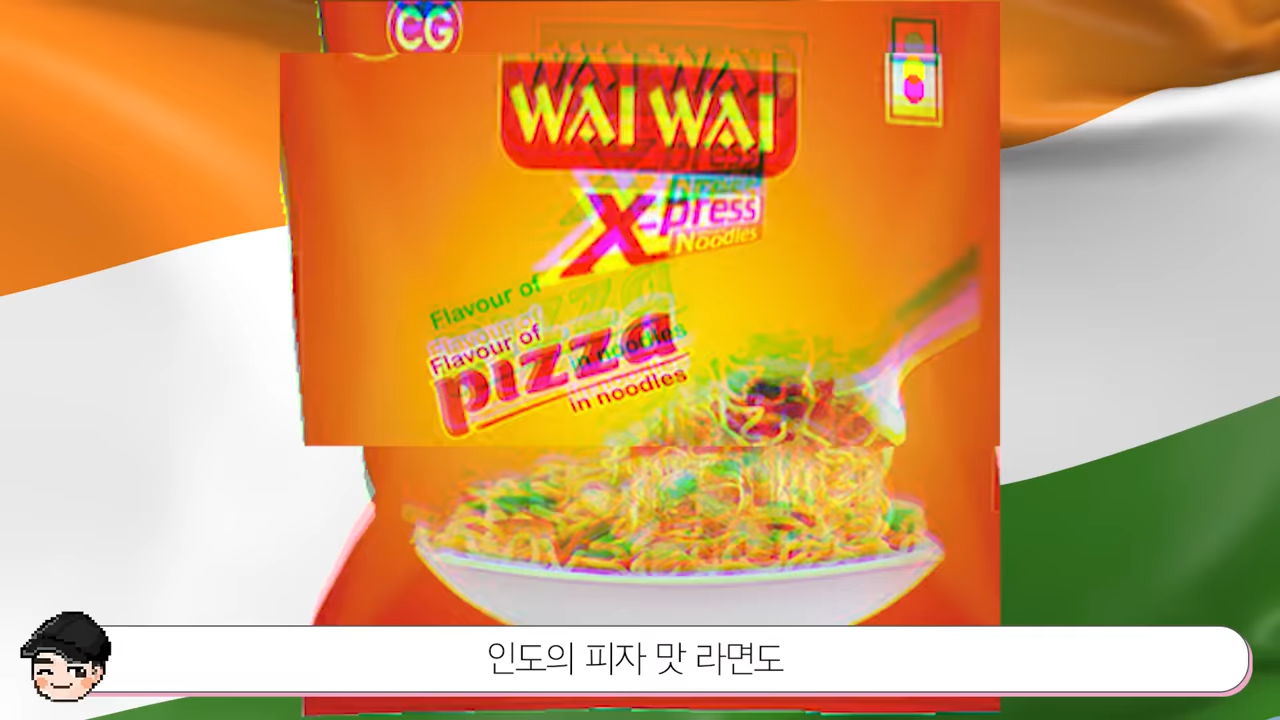 CG
WAI WAI
X-press
Noodles
Flavour of
pizza
in noodles
인도의 피자 맛 라면도